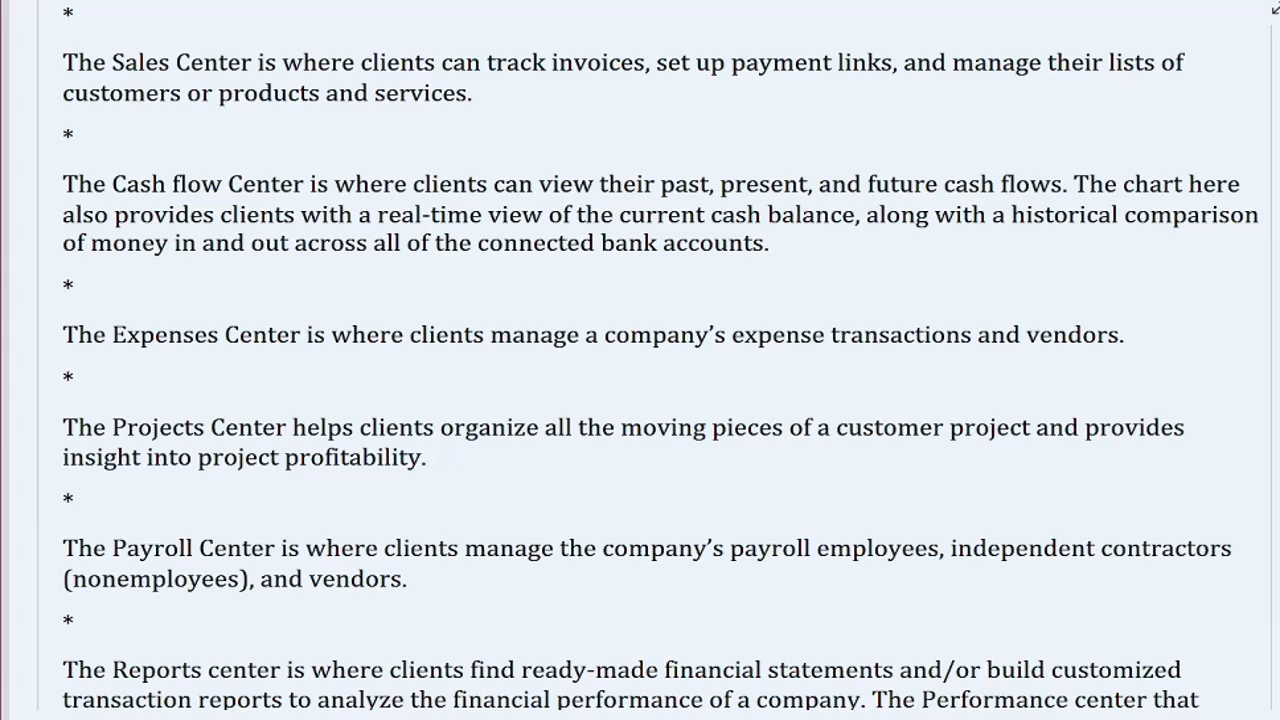 *
The Sales Center is where clients can track invoices, set up payment links, and manage their lists of
customers or products and services.
*
The Cash flow Center is where clients can view their past, present, and future cash flows. The chart here
also provides clients with a real-time view of the current cash balance, along with a historical comparison
of money in and out across all of the connected bank accounts.
*
The Expenses Center is where clients manage a company’s expense transactions and vendors.
*
The Projects Center helps clients organize all the moving pieces of a customer project and provides
insight into project profitability.
*
The Payroll Center is where clients manage the company’s payroll employees, independent contractors
(nonemployees), and vendors.
*
The Reports center is where clients find ready-made financial statements and/or build customized
transaction reports to analyze the financial performance of a company. The Performance center that